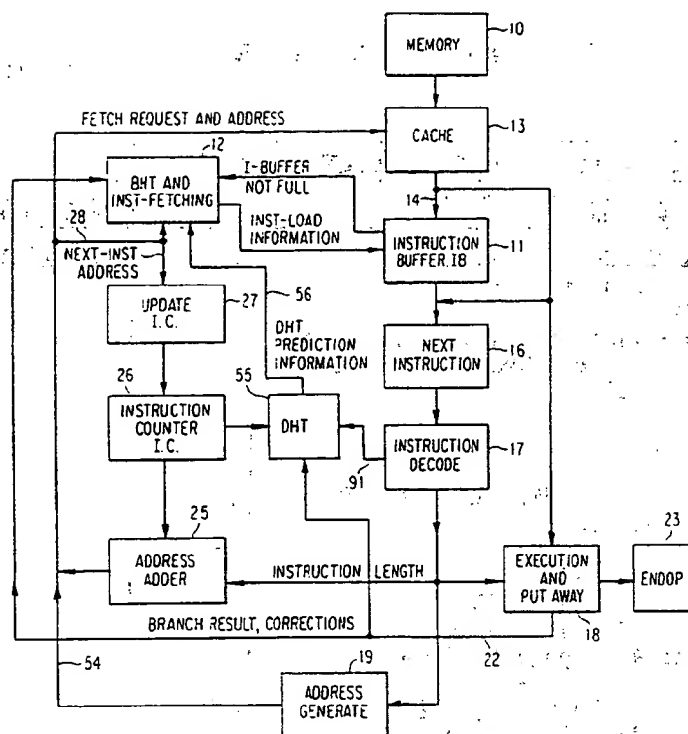 10
MEMORY
FETCH REQUEST AND ADDRESS
13
CACHE
12
BHT AND
INST-FETCHING
I-BUFFER
NOT FULL
14
28
INST-LOAD
INFORMATION
INSTRUCTION
BUFFER. IB
11
NEXT-INST
ADDRESS
56
UPDATE
I.C.
27
DHT
PREDICTION
INFORMATION
NEXT
INSTRUCTION
16
26
INSTRUCTION
COUNTER
I.C.
55
DHT
INSTRUCTION
DECODE
17
91
25
ADDRESS
ADDER
INSTRUCTION LENGTH
EXECUTION
AND
PUT AWAY
18
23
ENDOP
BRANCH RESULT, CORRECTIONS
22
54
19
ADDRESS
GENERATE